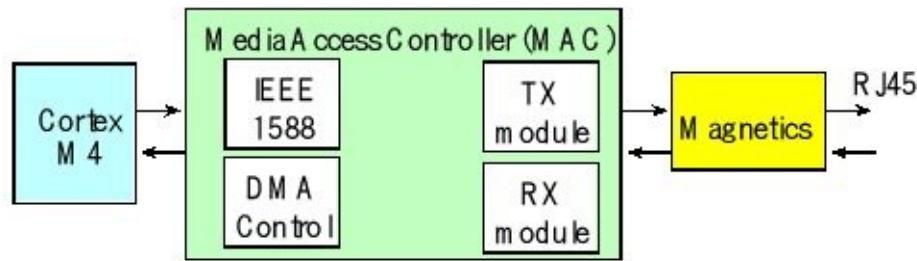 Media Access Controller (MAC)
Cortex
M4
IEEE
1588
DMA
Control
TX
module
RX
module
Magnetics
RJ45